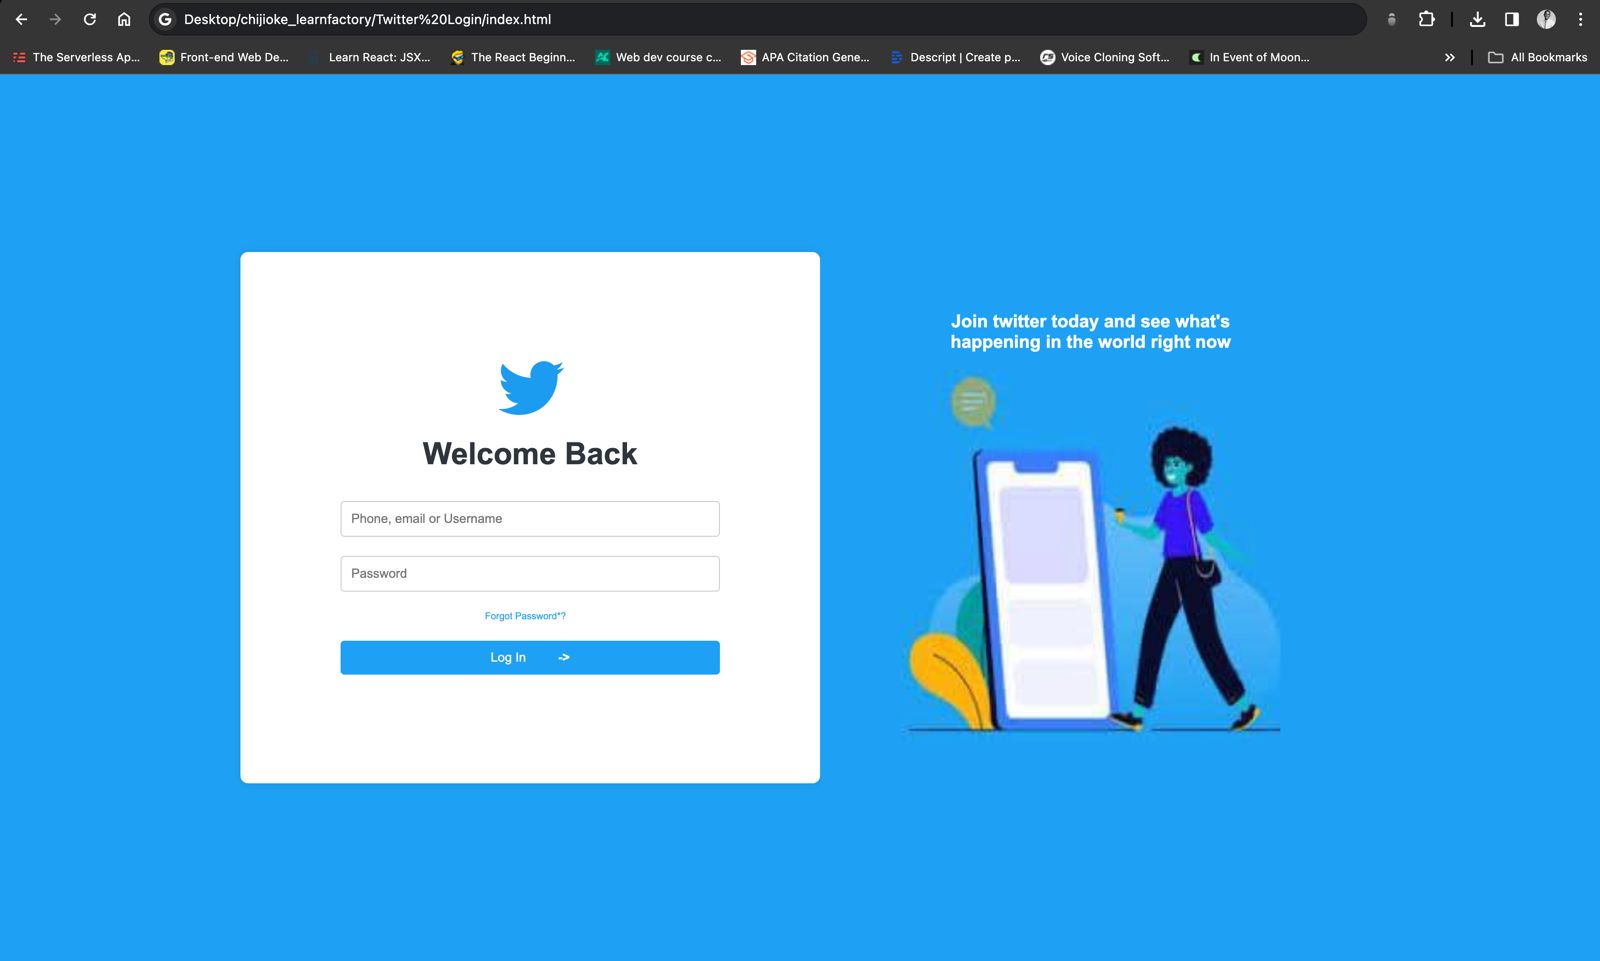 Desktop/chijioke_learnfactory/Twitter%20Login/index.html
The Serverless Ap...
Front-end Web De...
Learn React: JSX...
The React Beginn...
Web dev course c...
APA Citation Gene...
Descript | Create p...
Voice Cloning Soft...
In Event of Moon...
All Bookmarks
Welcome Back
Phone, email or Username
Password
Forgot Password*?
Log In ->
Join twitter today and see what's
happening in the world right now